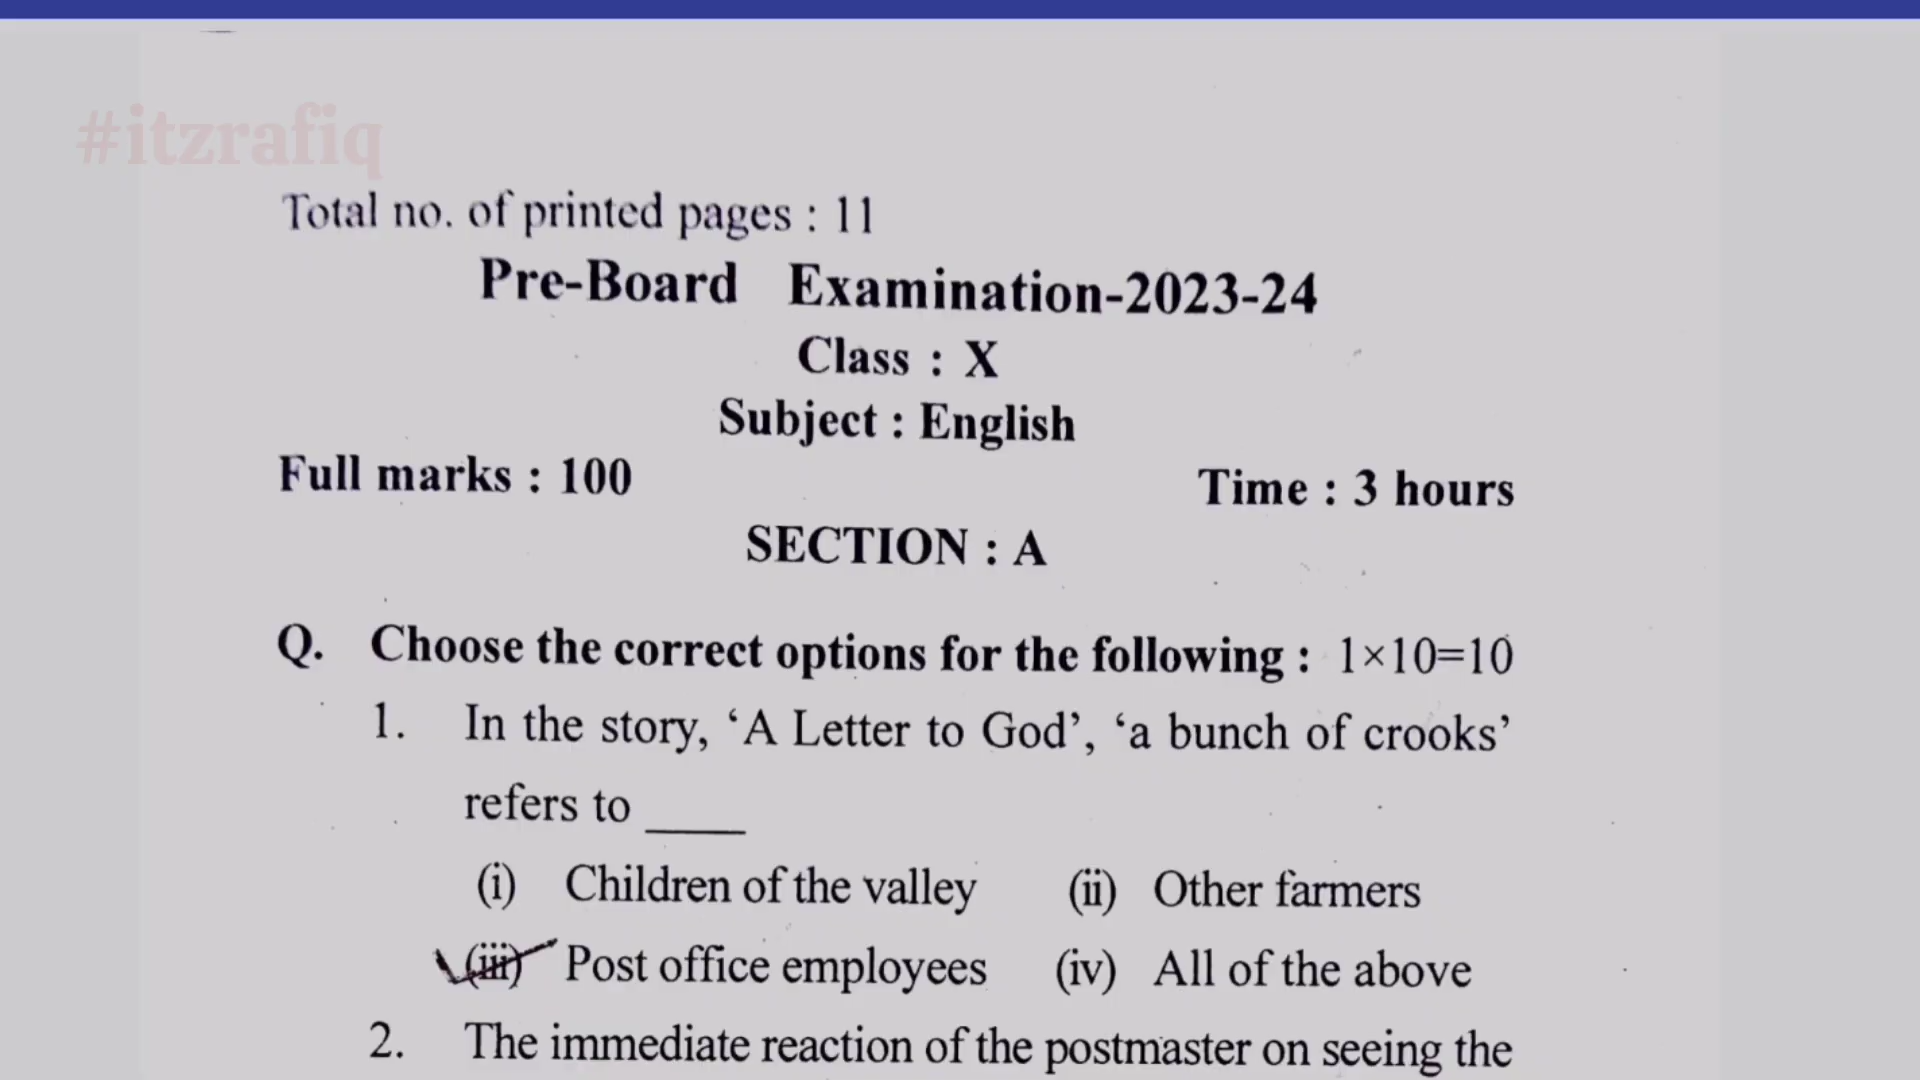 #itzrafiq
Total no. of printed pages : 11
Pre-Board Examination-2023-24
Class : X
Subject : English
Full marks : 100 Time : 3 hours
SECTION : A
Q. Choose the correct options for the following : 1×10=10
1. In the story, ‘A Letter to God’, ‘a bunch of crooks’
refers to ____
(i) Children of the valley (ii) Other farmers
(iii) Post office employees (iv) All of the above
2. The immediate reaction of the postmaster on seeing the